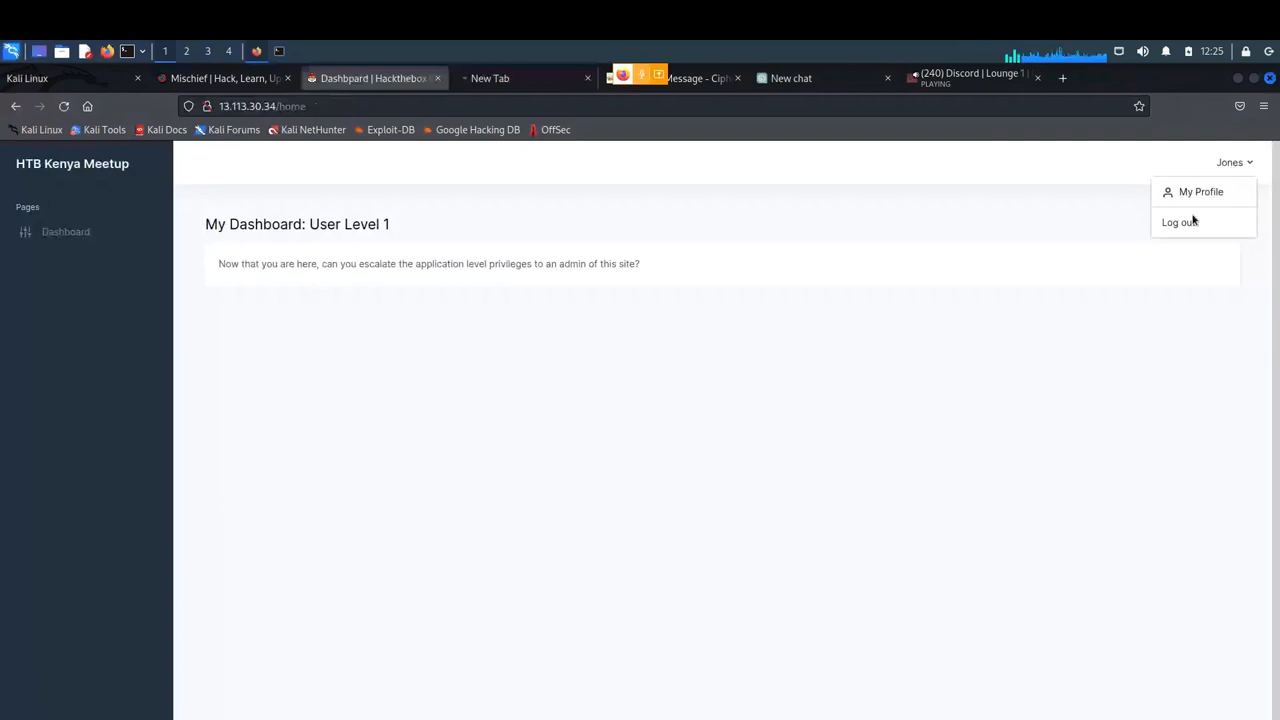 1 2 3 4 12:25
Kali Linux Mischief | Hack, Learn, Up Dashboard | Hackthebox New Tab Message - Ciph New chat (240) Discord | Lounge 1 |
PLAYING
13.113.30.34/home
Kali Linux Kali Tools Kali Docs Kali Forums Kali NetHunter Exploit-DB Google Hacking DB OffSec
HTB Kenya Meetup
Jones
My Profile
Log out
Pages
Dashboard
My Dashboard: User Level 1
Now that you are here, can you escalate the application level privileges to an admin of this site?